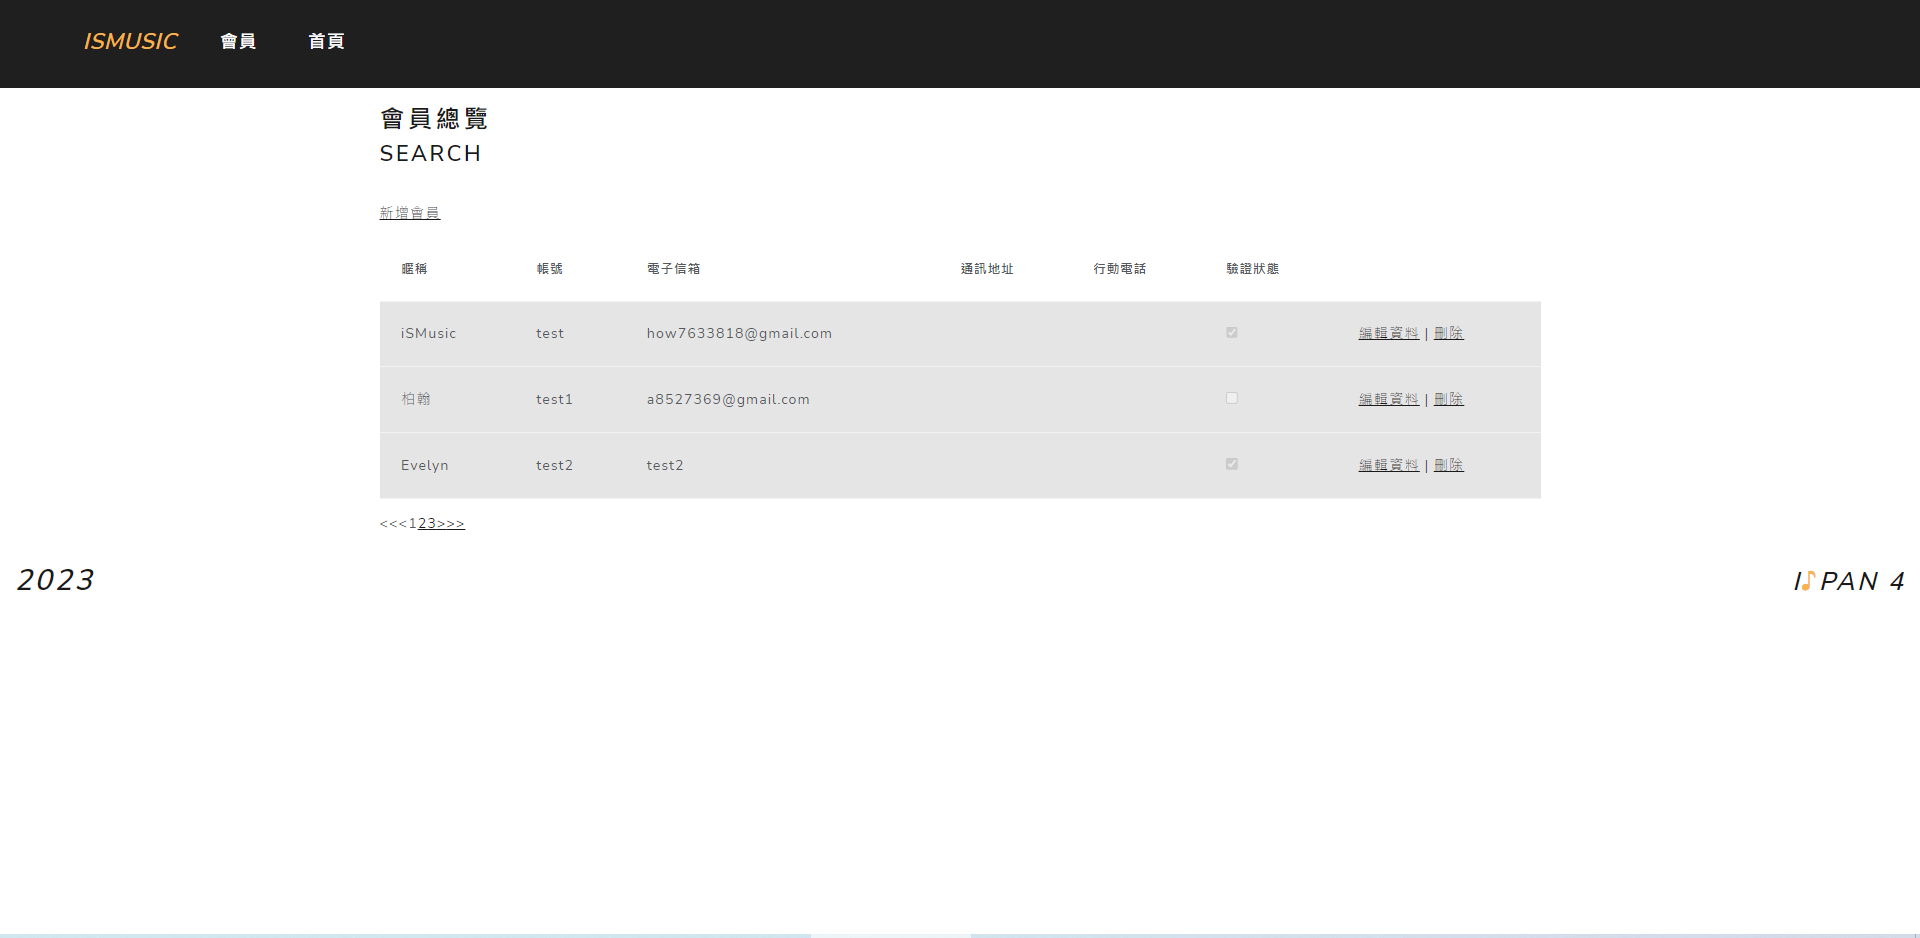 ISMUSIC 會員 首頁
會員總覽
SEARCH
新增會員
暱稱 帳號 電子信箱 通訊地址 行動電話 驗證狀態
iSMusic test how7633818@gmail.com 編輯資料 | 刪除
柏翰 test1 a8527369@gmail.com 編輯資料 | 刪除
Evelyn test2 test2 編輯資料 | 刪除
<<<123>>>
2023 I♪PAN 4